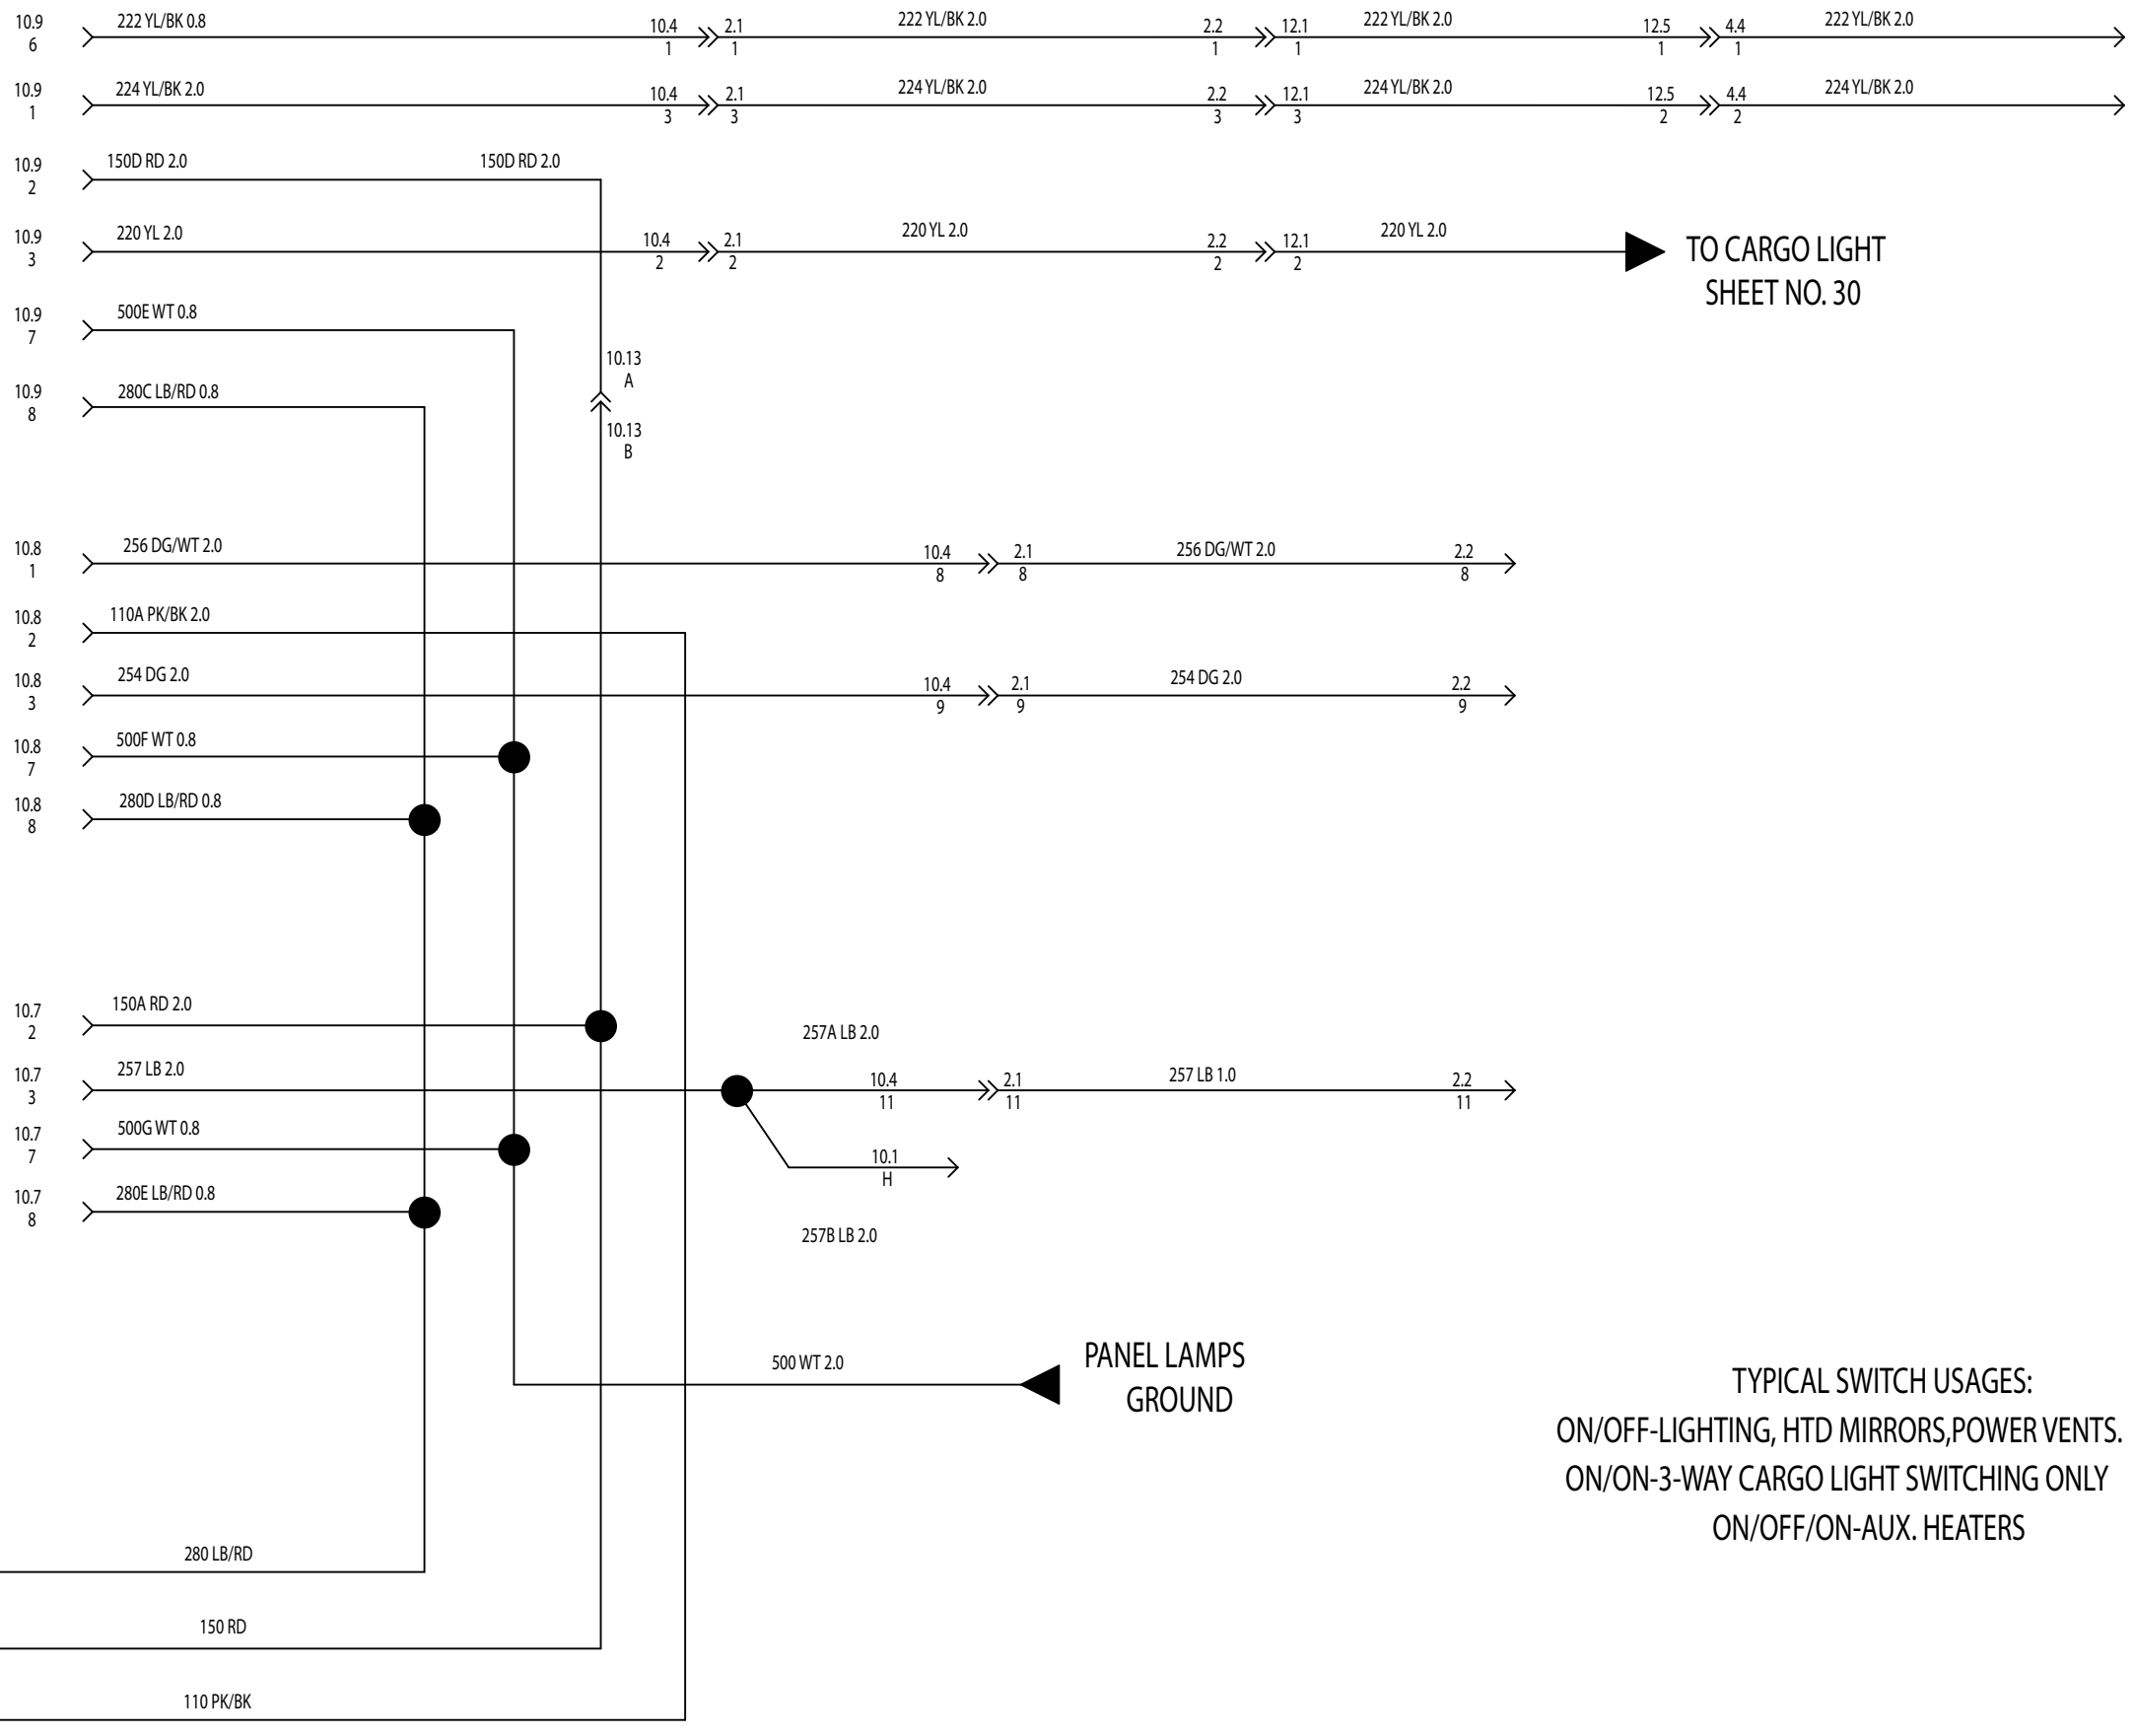 10.9
6
222 YL/BK 0.8
10.4
1
2.1
1
222 YL/BK 2.0
2.2
1
12.1
1
222 YL/BK 2.0
12.5
1
4.4
1
222 YL/BK 2.0
10.9
1
224 YL/BK 2.0
10.4
3
2.1
3
224 YL/BK 2.0
2.2
3
12.1
3
224 YL/BK 2.0
12.5
2
4.4
2
224 YL/BK 2.0
10.9
2
150D RD 2.0
150D RD 2.0
10.9
3
220 YL 2.0
10.4
2
2.1
2
220 YL 2.0
2.2
2
12.1
2
220 YL 2.0
TO CARGO LIGHT
SHEET NO. 30
10.9
7
500E WT 0.8
10.13
A
10.9
8
280C LB/RD 0.8
10.13
B
10.8
1
256 DG/WT 2.0
10.4
8
2.1
8
256 DG/WT 2.0
2.2
8
10.8
2
110A PK/BK 2.0
10.8
3
254 DG 2.0
10.4
9
2.1
9
254 DG 2.0
2.2
9
10.8
7
500F WT 0.8
10.8
8
280D LB/RD 0.8
10.7
2
150A RD 2.0
257A LB 2.0
10.7
3
257 LB 2.0
10.4
11
2.1
11
257 LB 1.0
2.2
11
10.7
7
500G WT 0.8
10.1
H
10.7
8
280E LB/RD 0.8
257B LB 2.0
500 WT 2.0
PANEL LAMPS
GROUND
TYPICAL SWITCH USAGES:
ON/OFF-LIGHTING, HTD MIRRORS,POWER VENTS.
ON/ON-3-WAY CARGO LIGHT SWITCHING ONLY
ON/OFF/ON-AUX. HEATERS
280 LB/RD
150 RD
110 PK/BK